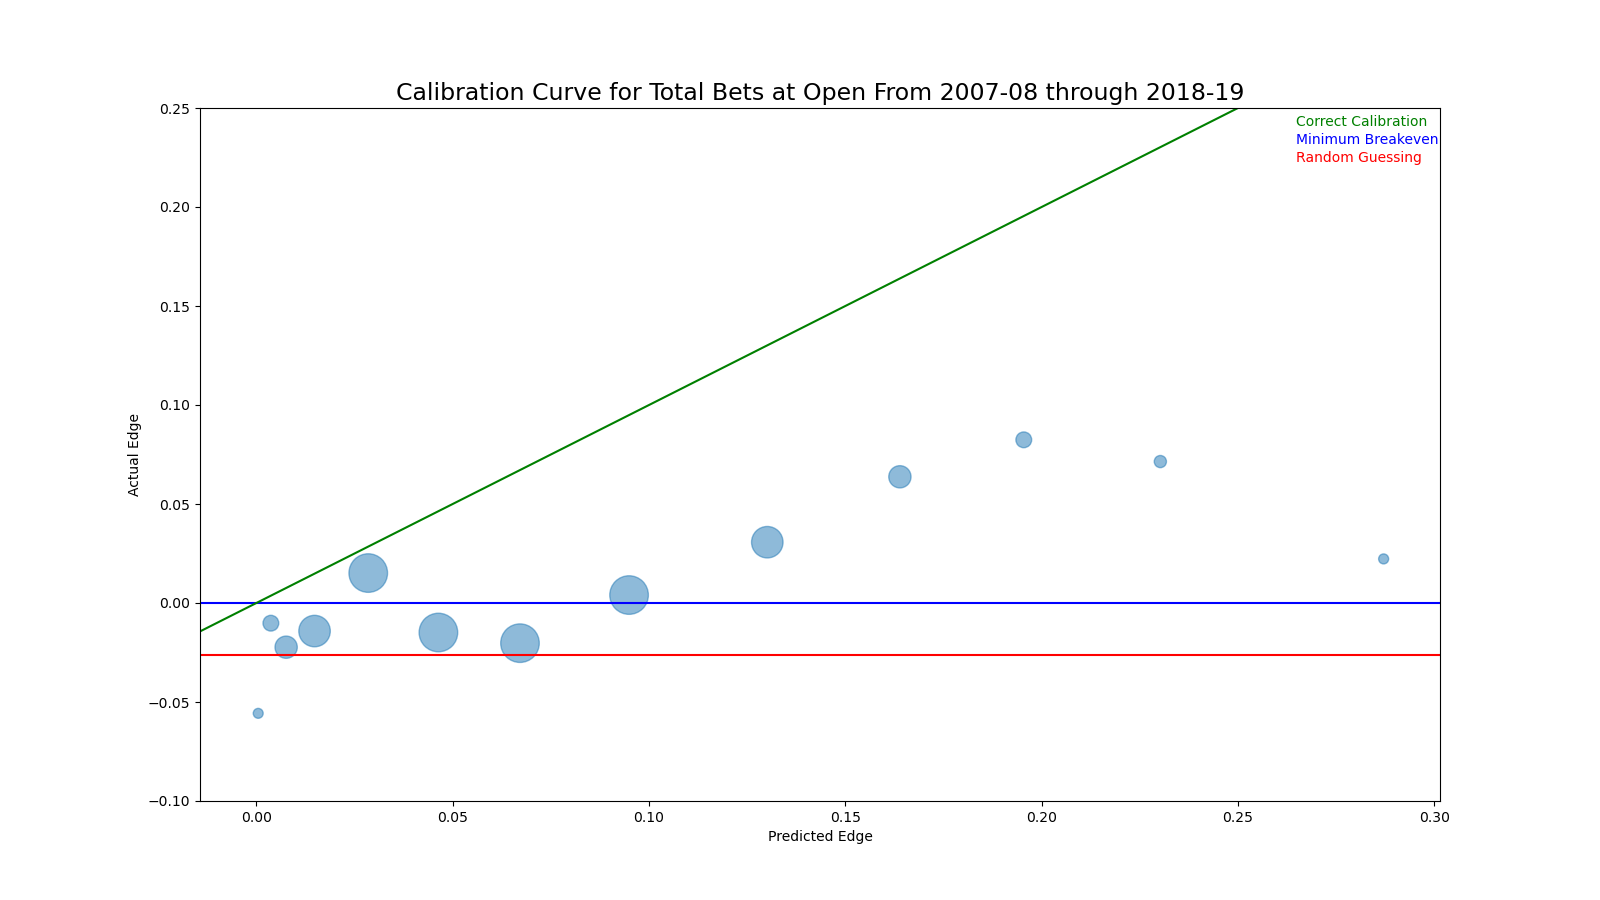 Calibration Curve for Total Bets at Open From 2007-08 through 2018-19
Correct Calibration
Minimum Breakeven
Random Guessing
0.25
0.20
0.15
0.10
0.05
0.00
−0.05
−0.10
Actual Edge
0.00 0.05 0.10 0.15 0.20 0.25 0.30
Predicted Edge